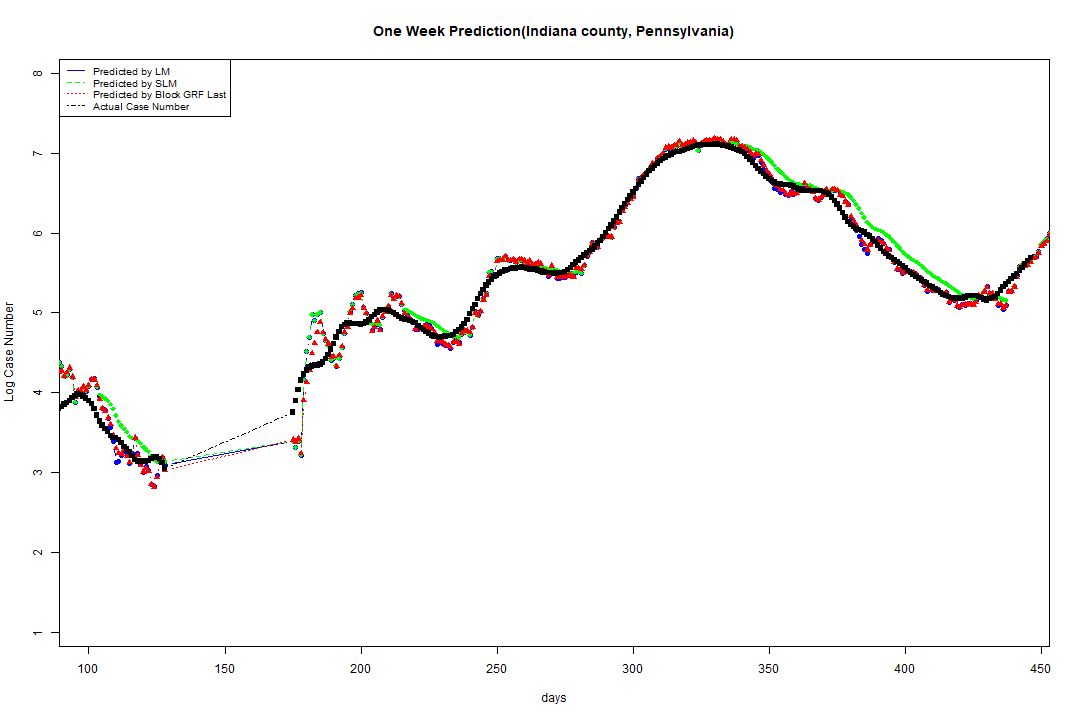 One Week Prediction(Indiana county, Pennsylvania)
Predicted by LM
Predicted by SLM
Predicted by Block GRF Last
Actual Case Number
8
7
6
5
4
3
2
1
Log Case Number
100 150 200 250 300 350 400 450
days